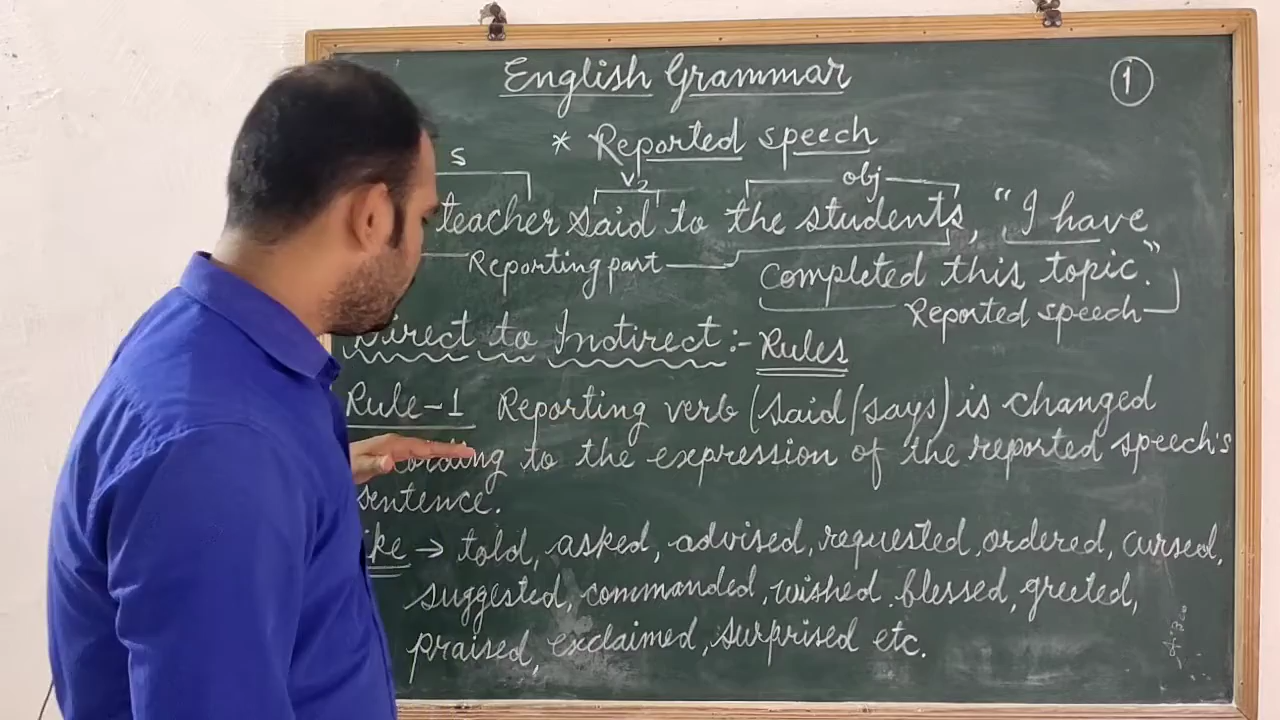 English Grammar
1
* Reported speech
S
V2
obj
teacher said to the students, "I have
Reporting part
completed this topic."
Reported speech
Direct to Indirect:- Rules
Rule-1 Reporting verb (said/says) is changed
to the expression of the reported speech's
sentence.
→ told, asked, advised, requested, ordered, cursed,
suggested, commanded, wished, blessed, greeted,
praised, exclaimed, surprised etc.